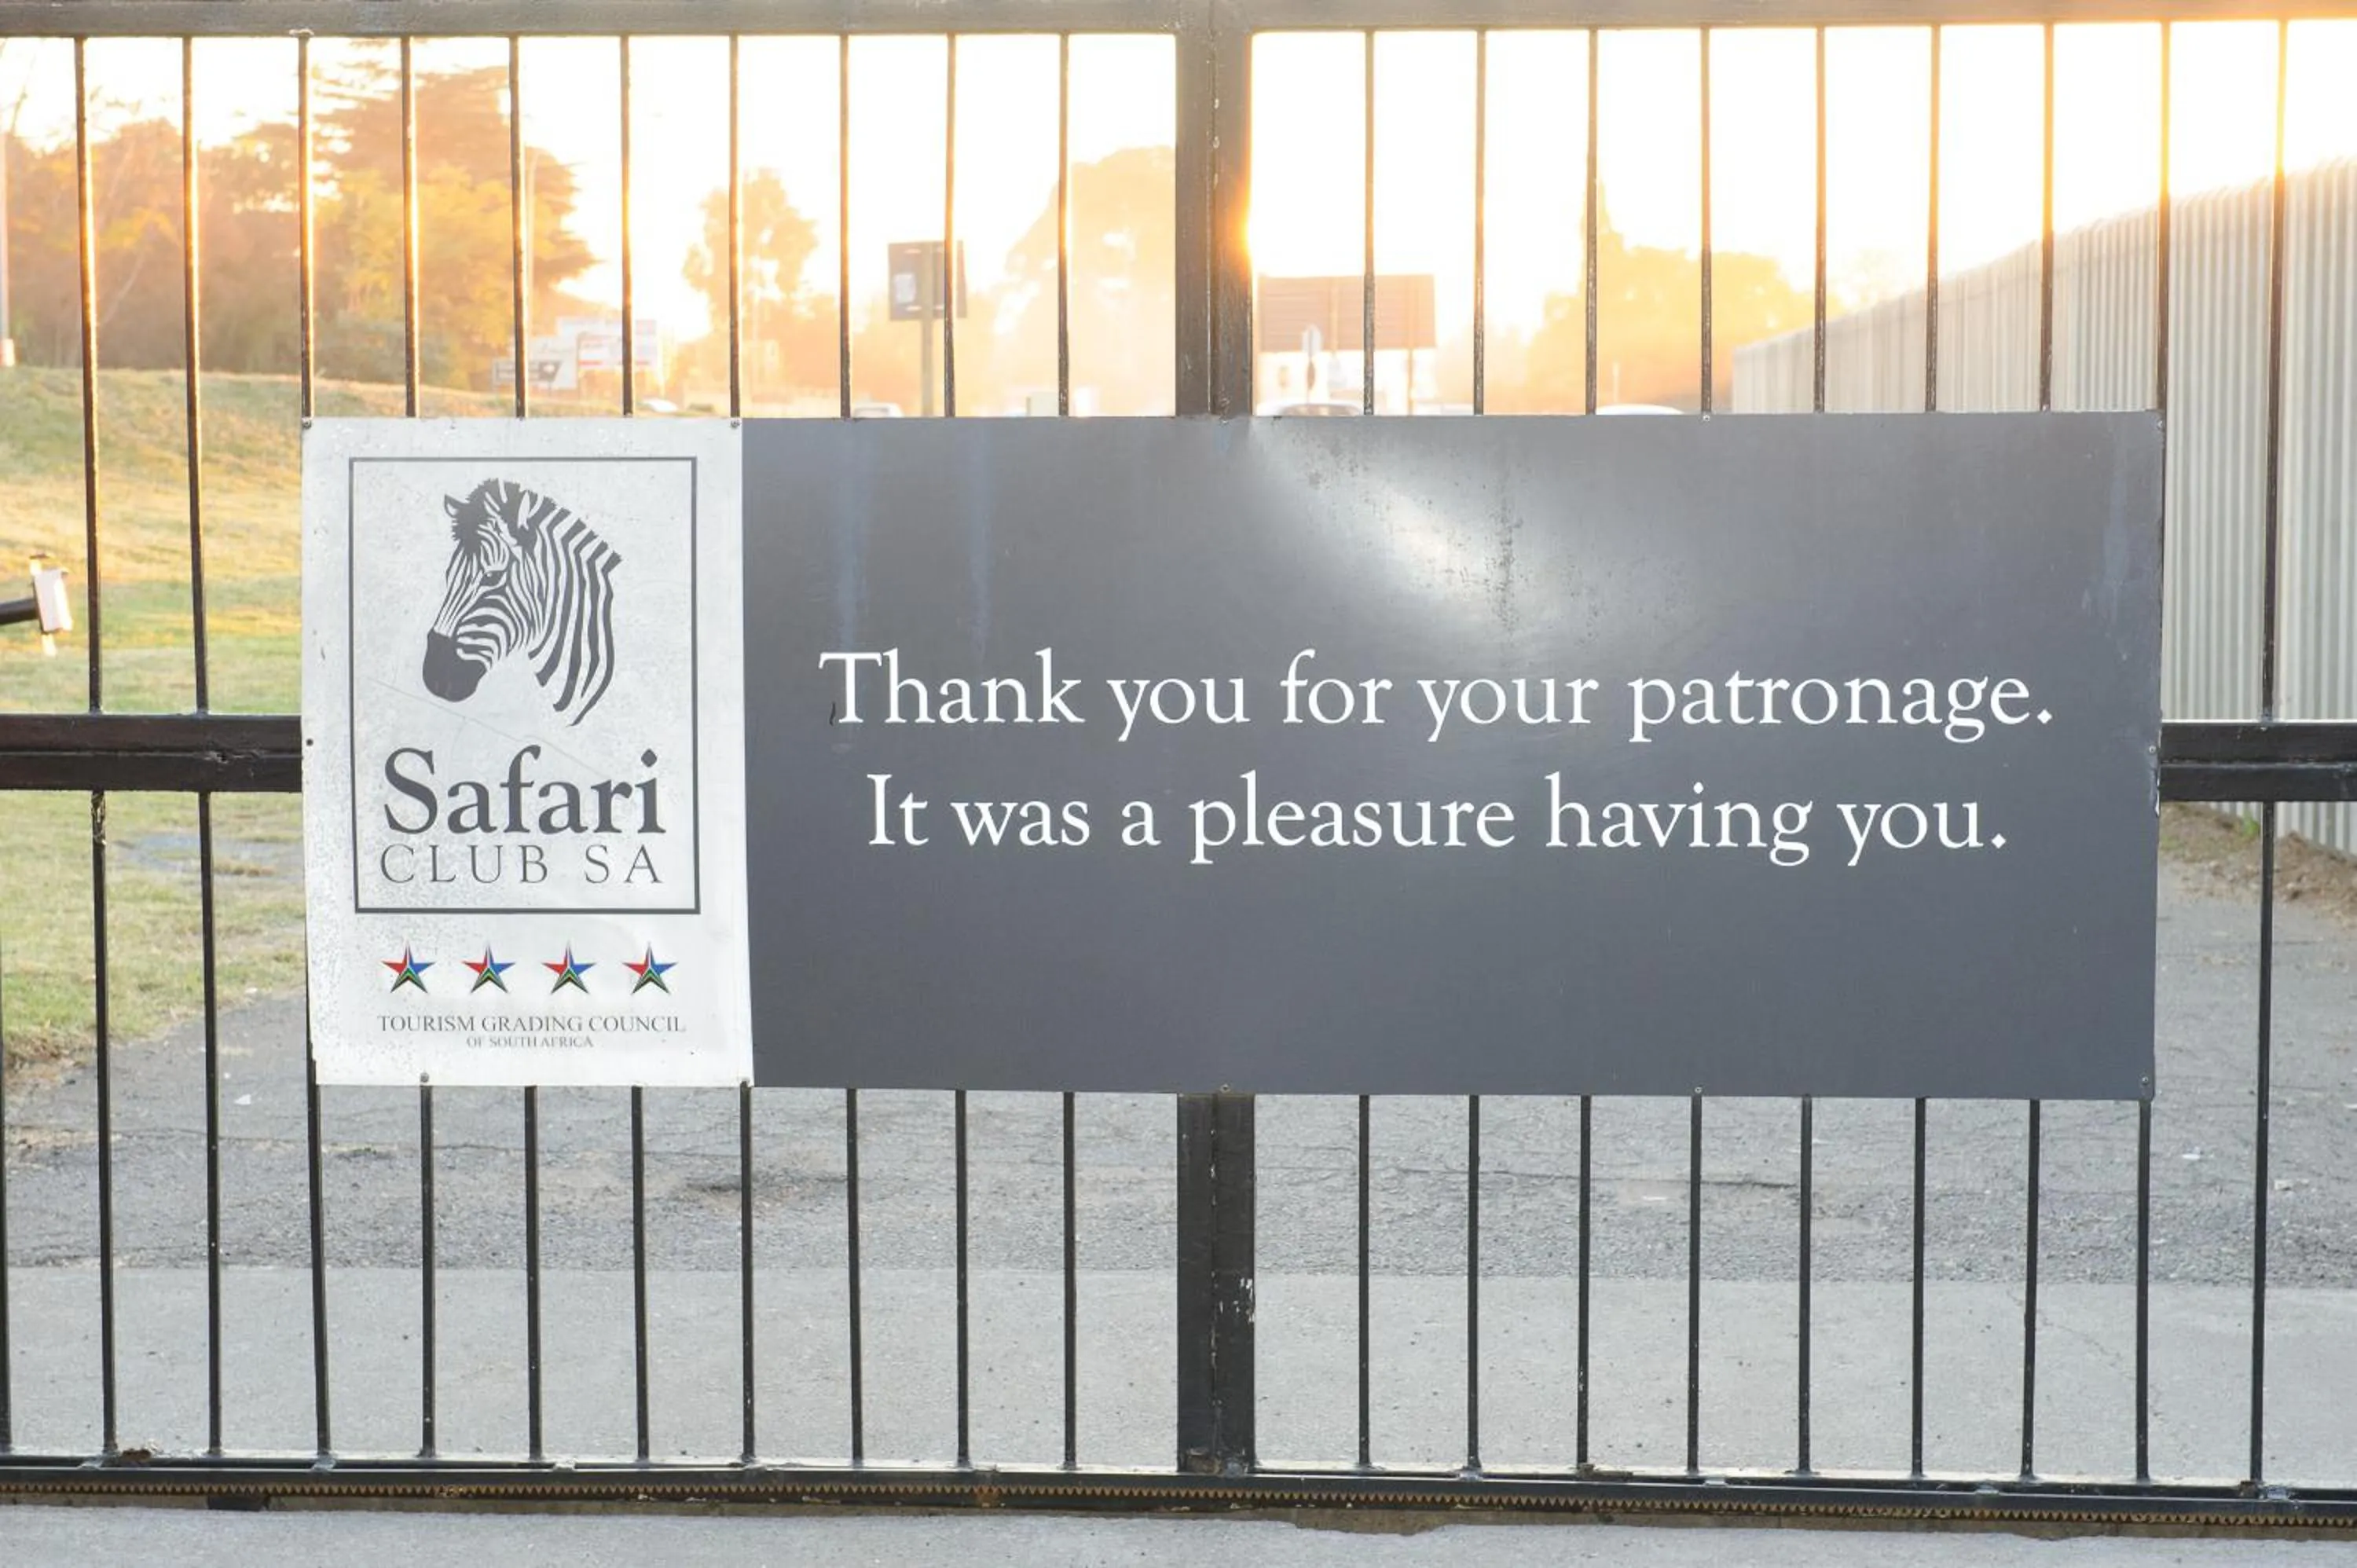 Safari
CLUB SA
TOURISM GRADING COUNCIL
OF SOUTH AFRICA
Thank you for your patronage.
It was a pleasure having you.